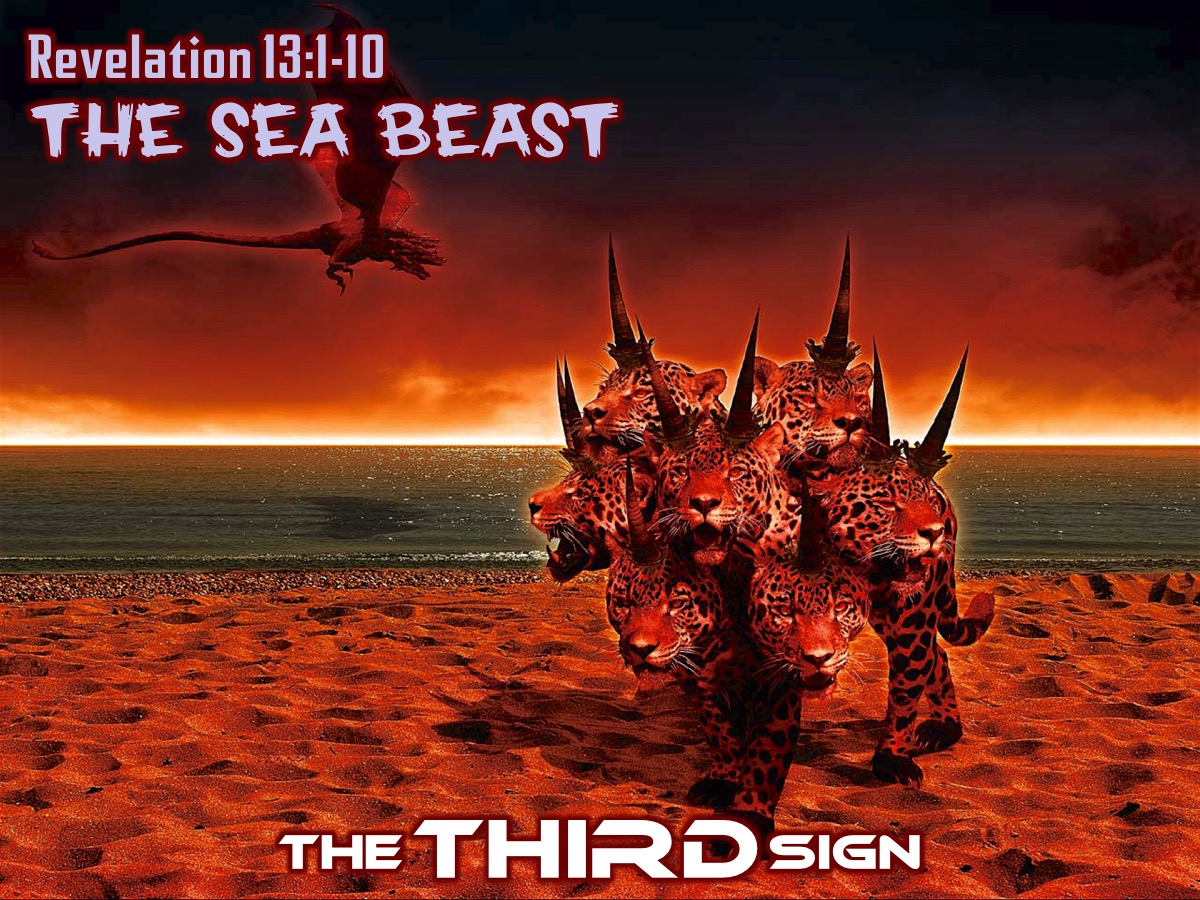 Revelation 13:1-10
THE SEA BEAST
THE THIRD SIGN